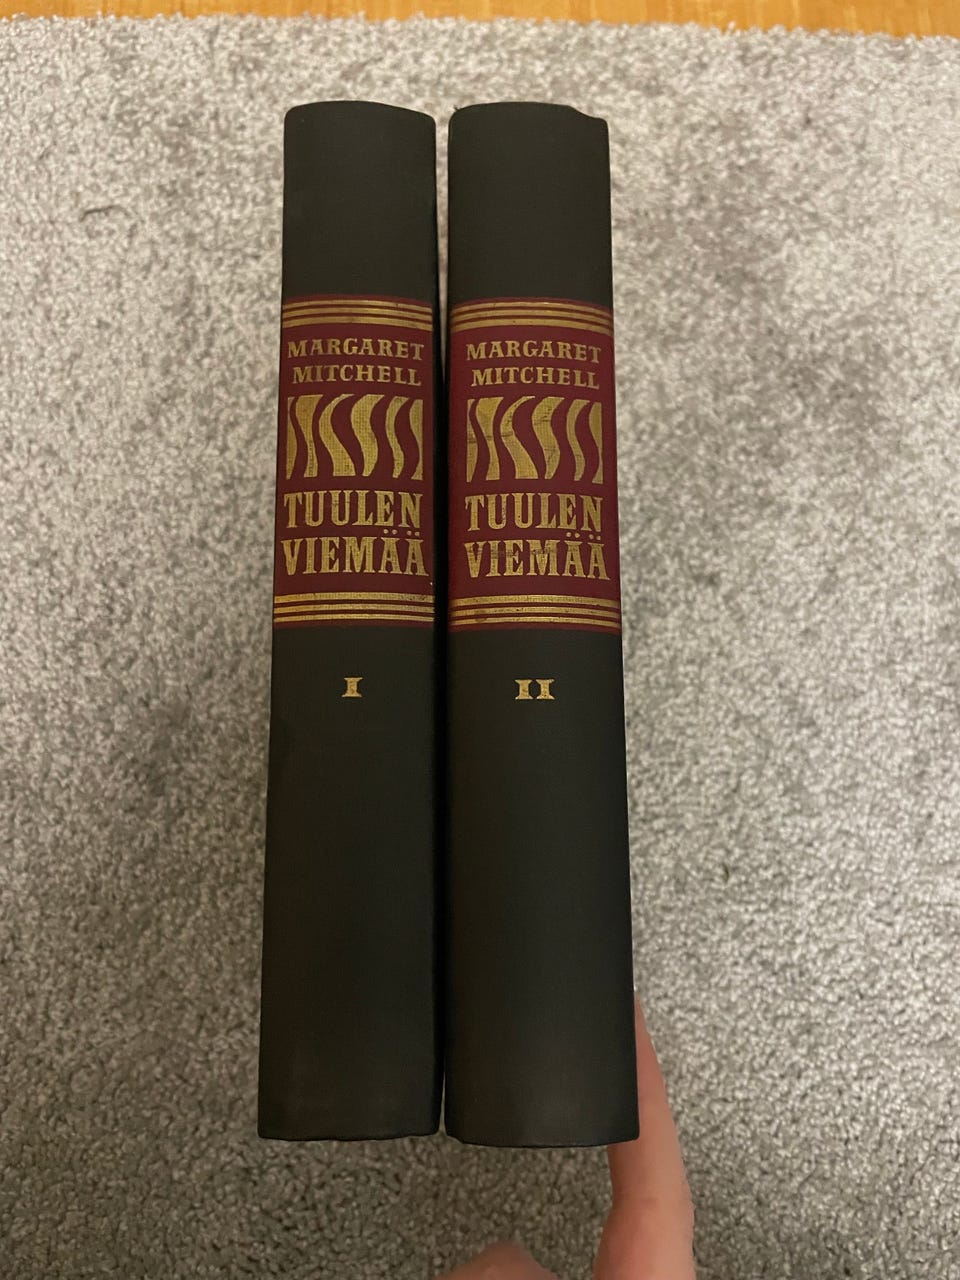 MARGARET
MITCHELL
TUULEN
VIEMÄÄ
I
MARGARET
MITCHELL
TUULEN
VIEMÄÄ
II